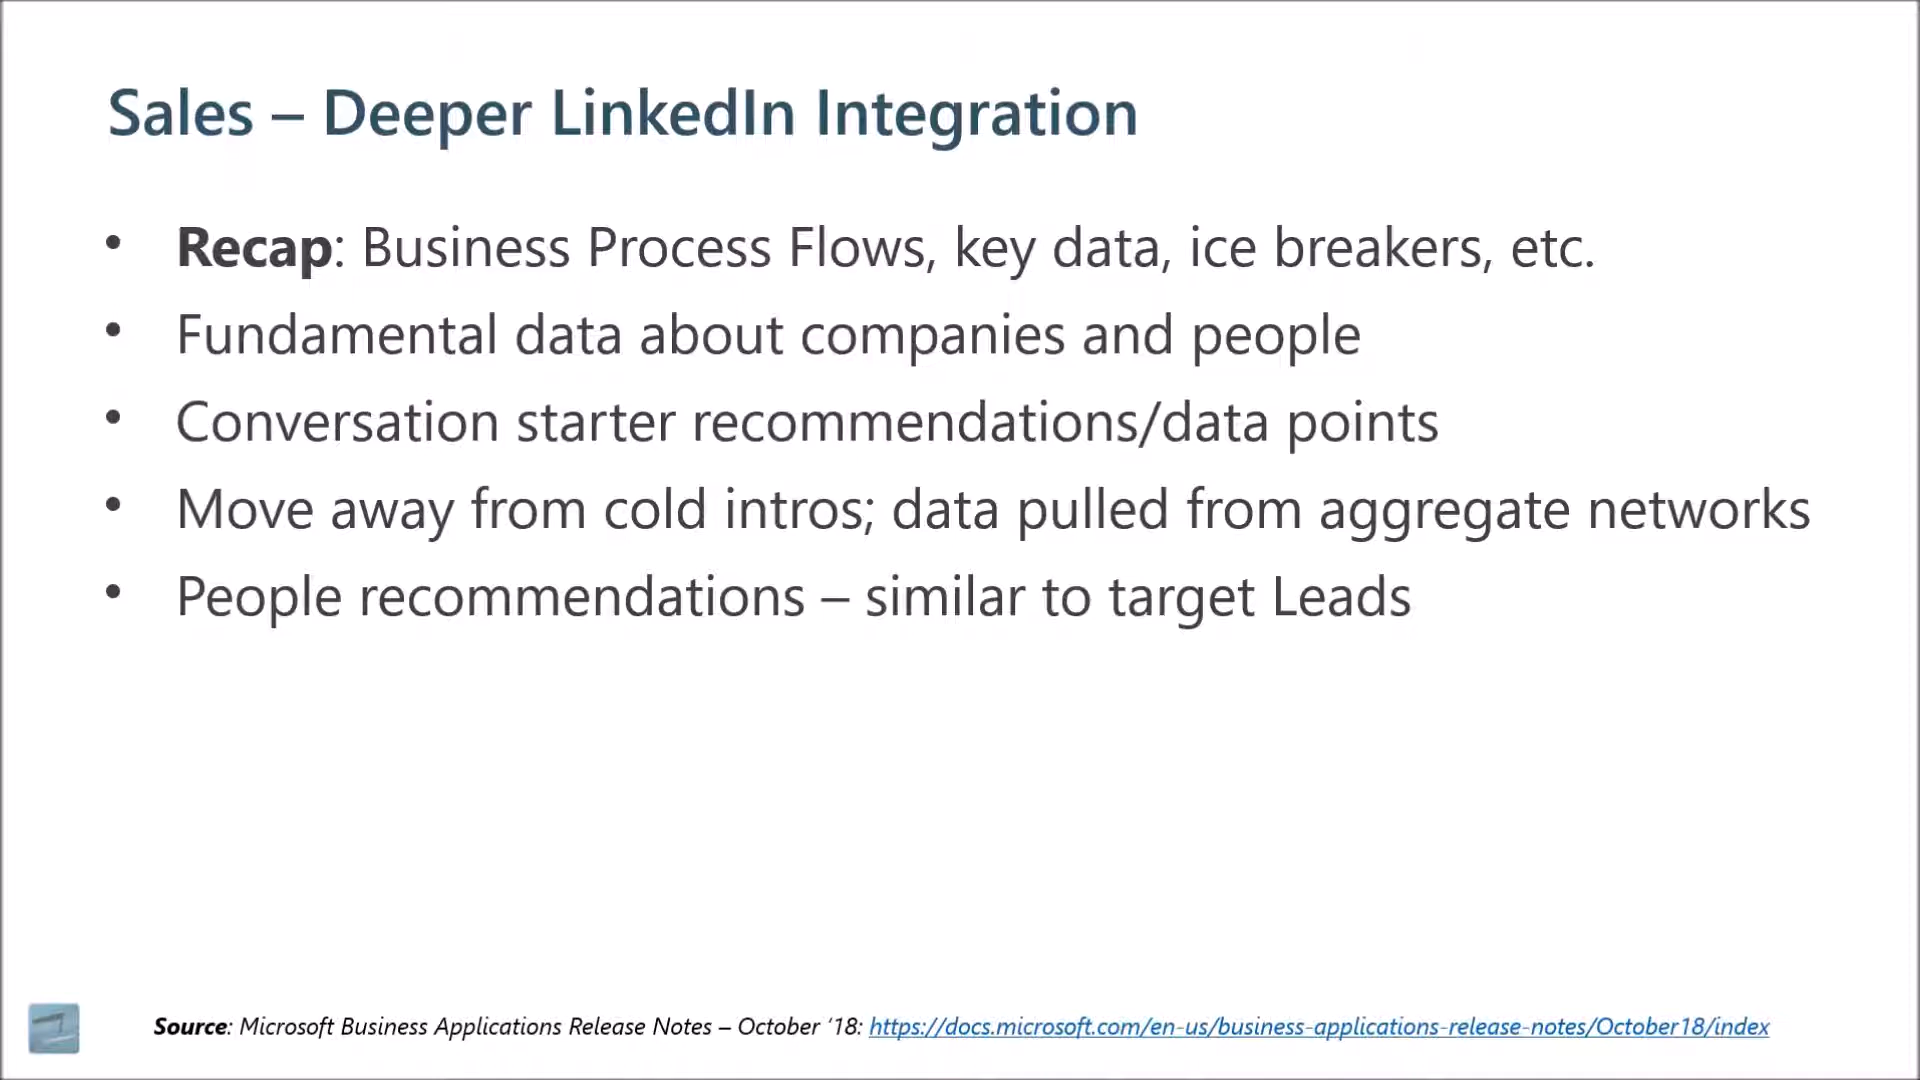 Sales – Deeper LinkedIn Integration
• Recap: Business Process Flows, key data, ice breakers, etc.
• Fundamental data about companies and people
• Conversation starter recommendations/data points
• Move away from cold intros; data pulled from aggregate networks
• People recommendations – similar to target Leads
Source: Microsoft Business Applications Release Notes – October ‘18: https://docs.microsoft.com/en-us/business-applications-release-notes/October18/index